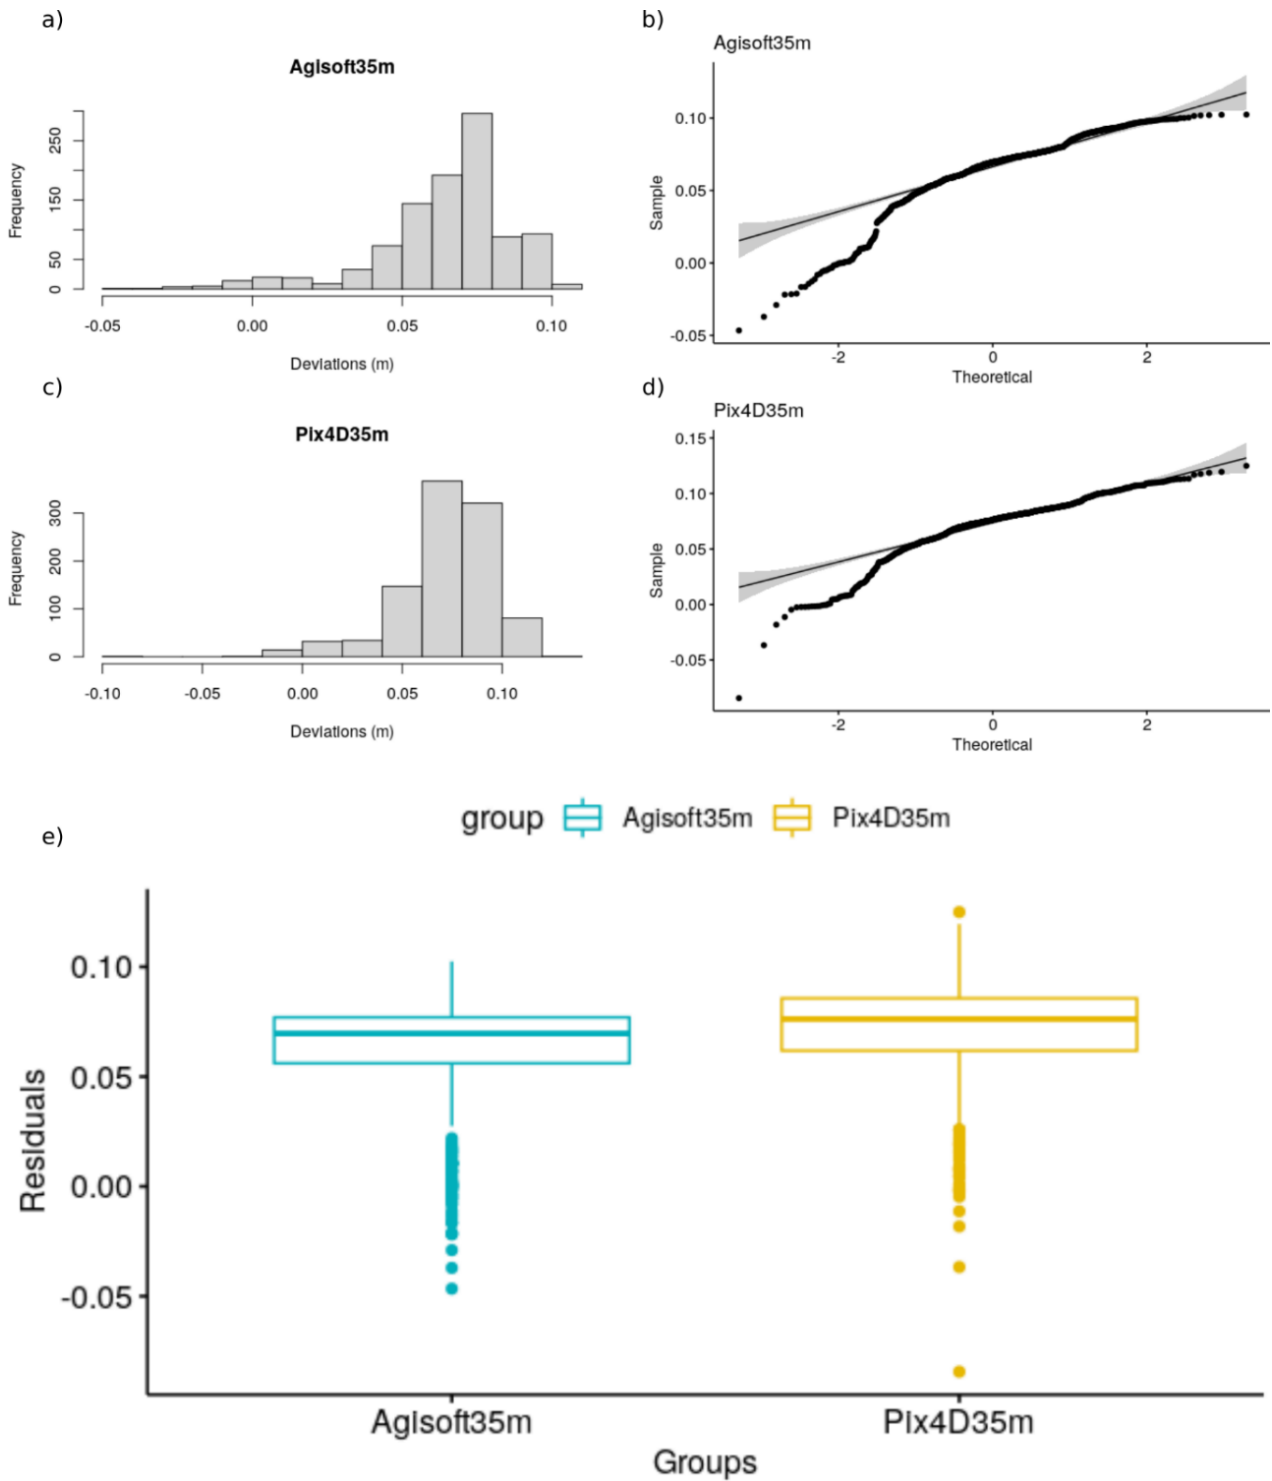 a)
AgIsoft35m
Frequency
250
150
50
0
-0.05
0.00
0.05
0.10
Deviations (m)
b)
Agisoft35m
Sample
0.10
0.05
0.00
-0.05
-2
0
2
Theoretical
c)
Pix4D35m
Frequency
300
200
100
0
-0.10
-0.05
0.00
0.05
0.10
Deviations (m)
d)
Pix4D35m
Sample
0.15
0.10
0.05
0.00
-0.05
-2
0
2
Theoretical
e)
group Agisoft35m Pix4D35m
Residuals
0.10
0.05
0.00
-0.05
Agisoft35m
Pix4D35m
Groups